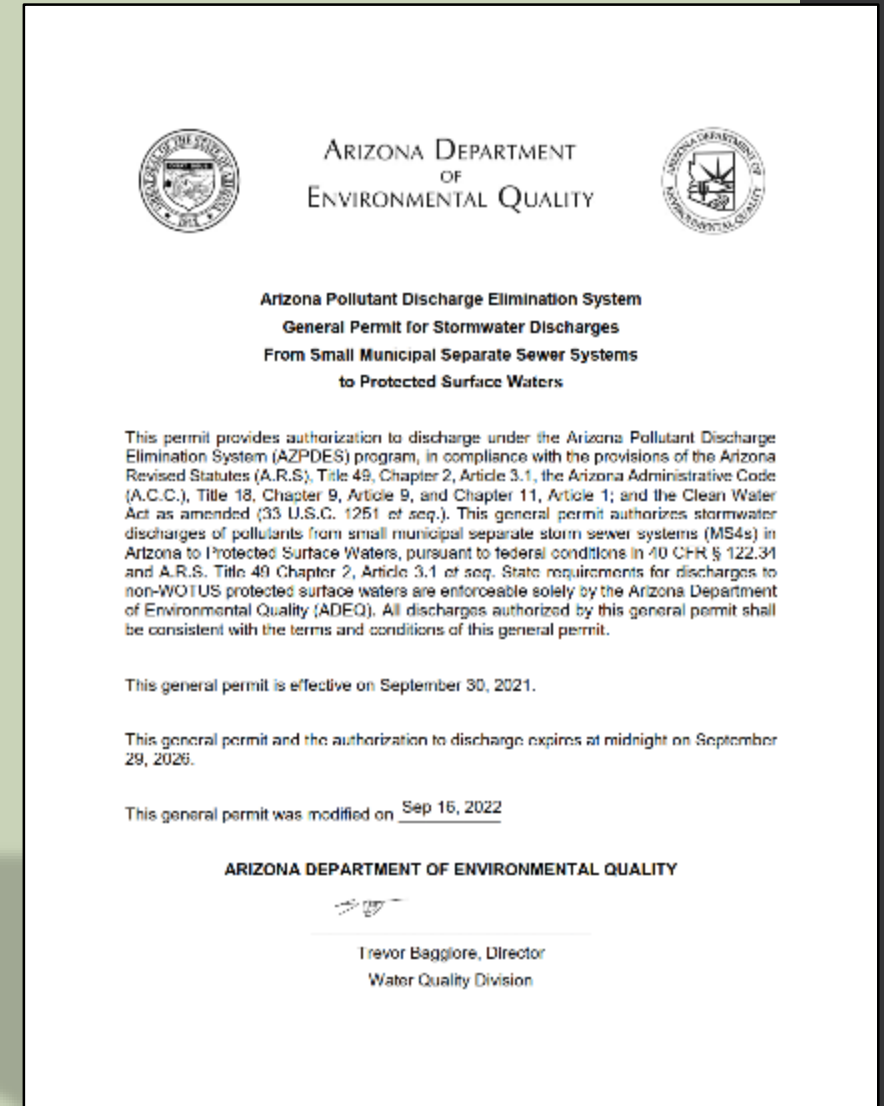 ARIZONA DEPARTMENT
OF
ENVIRONMENTAL QUALITY
Arizona Pollutant Discharge Elimination System
General Permit for Stormwater Discharges
From Small Municipal Separate Sewer Systems
to Protected Surface Waters
This permit provides authorization to discharge under the Arizona Pollutant Discharge
Elimination System (AZPDES) program, in compliance with the provisions of the Arizona
Revised Statutes (A.R.S), Title 49, Chapter 2, Article 3.1, the Arizona Administrative Code
(A.C.C.), Title 18, Chapter 9, Article 9, and Chapter 11, Article 1; and the Clean Water
Act as amended (33 U.S.C. 1251 et seq.). This general permit authorizes stormwater
discharges of pollutants from small municipal separate storm sewer systems (MS4s) in
Arizona to Protected Surface Waters, pursuant to federal conditions in 40 CFR § 122.34
and A.R.S. Title 49 Chapter 2, Article 3.1 et seq. State requirements for discharges to
non-WOTUS protected surface waters are enforceable solely by the Arizona Department
of Environmental Quality (ADEQ). All discharges authorized by this general permit shall
be consistent with the terms and conditions of this general permit.
This general permit is effective on September 30, 2021.
This general permit and the authorization to discharge expires at midnight on September
29, 2026.
This general permit was modified on Sep 16, 2022
ARIZONA DEPARTMENT OF ENVIRONMENTAL QUALITY
Trevor Baggiore, Director
Water Quality Division